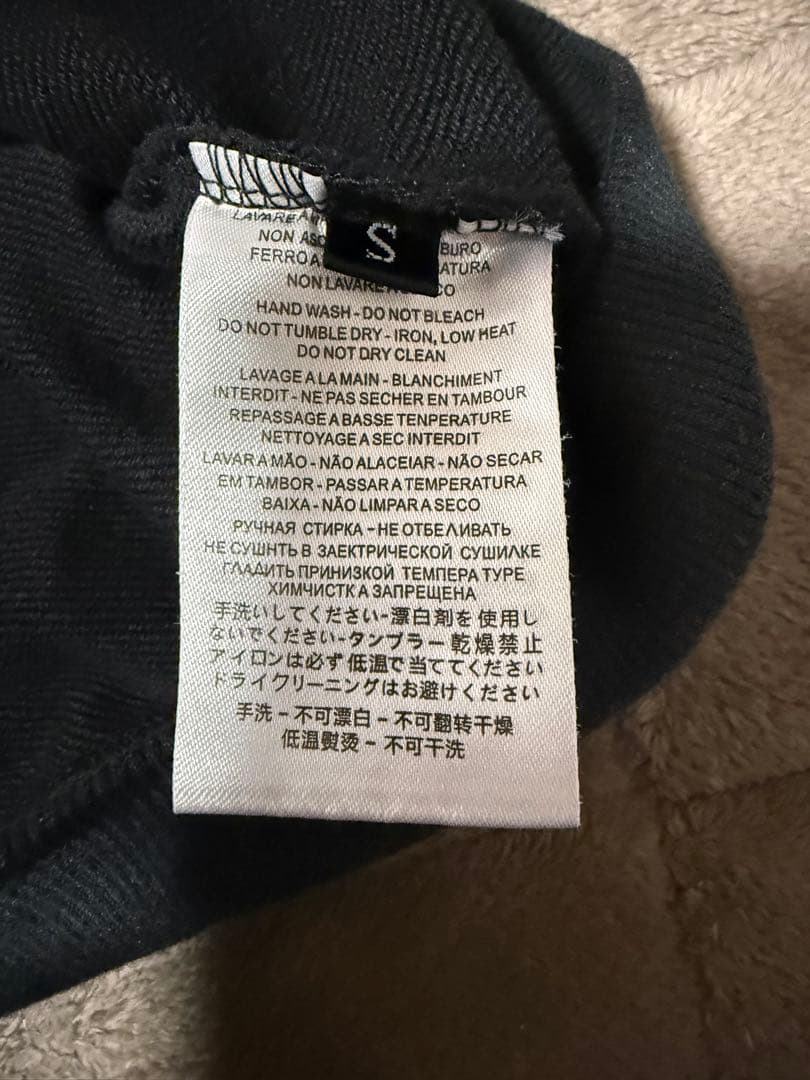 LAVARE A
S
NON
BURO
FERRO A
ATURA
NON LAVARE
CO
HAND WASH - DO NOT BLEACH
DO NOT TUMBLE DRY - IRON, LOW HEAT
DO NOT DRY CLEAN
LAVAGE A LA MAIN - BLANCHIMENT
INTERDIT - NE PAS SECHER EN TAMBOUR
REPASSAGE A BASSE TENPERATURE
NETTOYAGE A SEC INTERDIT
LAVAR A MÃO - NÃO ALACEIAR - NÃO SECAR
EM TAMBOR - PASSAR A TEMPERATURA
BAIXA - NÃO LIMPAR A SECO
РУЧНАЯ СТИРКА - НЕ ОТБЕЛИВАТЬ
НЕ СУШНТЬ В ЗАЕКТРИЧЕСКОЙ СУШИЛКЕ
ГЛАДИТЬ ПРИНИЗКОЙ ТЕМПЕРА ТУРЕ
ХИМЧИСТКА ЗАПРЕЩЕНА
手洗いしてください-漂白剤を使用し
ないでください-タンブラー乾燥禁止
アイロンは必ず低温で当ててください
ドライクリーニングはお避けください
手洗 - 不可漂白 - 不可翻转干燥
低温熨烫 - 不可干洗